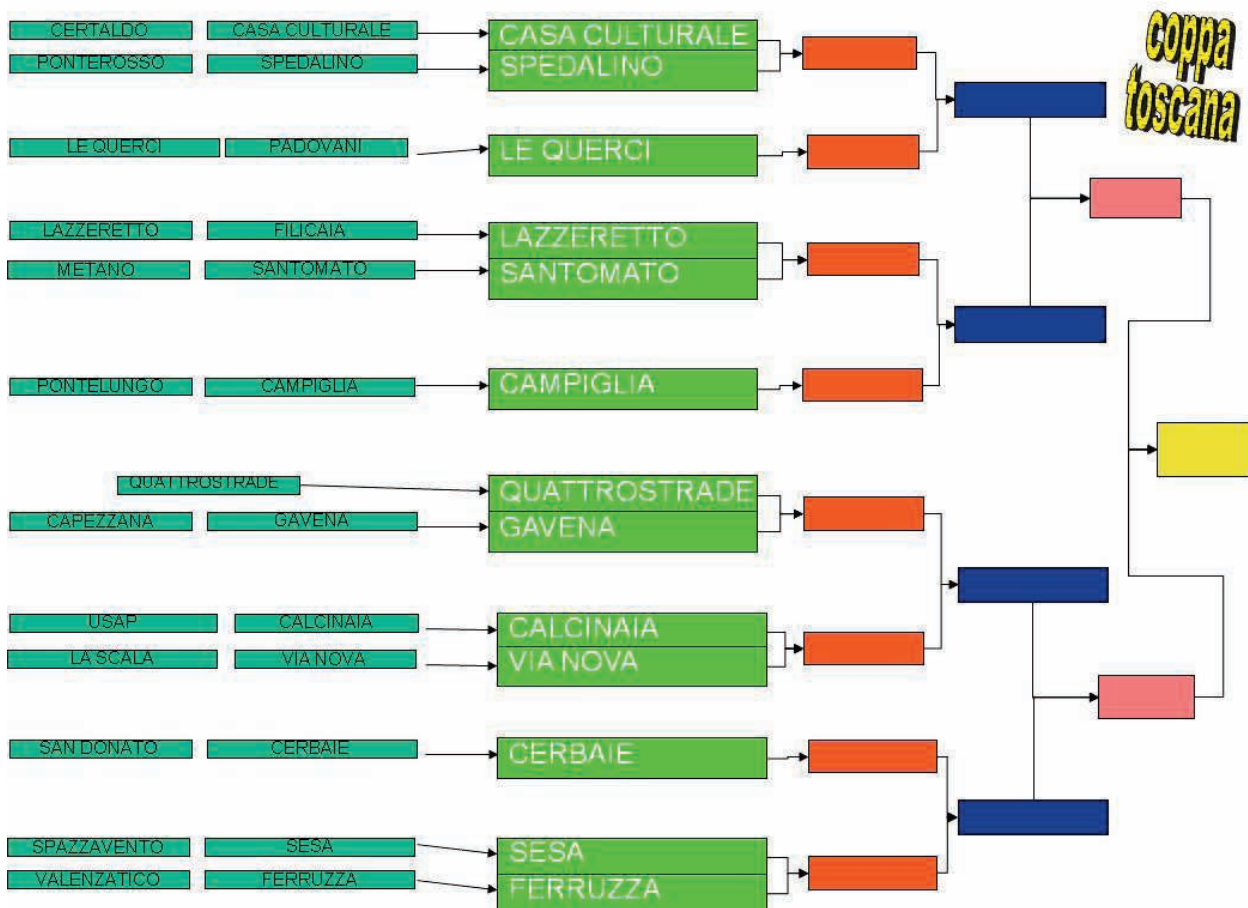 CERTALDO CASA CULTURALE CASA CULTURALE
PONTEROSSO SPEDALINO SPEDALINO
coppa
toscana
LE QUERCI PADOVANI LE QUERCI
LAZZERETTO FILICAIA LAZZERETTO
METANO SANTOMATO SANTOMATO
PONTELUNGO CAMPIGLIA CAMPIGLIA
QUATTROSTRADE QUATTROSTRADE
CAPEZZANA GAVENA GAVENA
USAP CALCINAIA CALCINAIA
LA SCALA VIA NOVA VIA NOVA
SAN DONATO CERBAIE CERBAIE
SPAZZAVENTO SESA SESA
VALENZATICO FERRUZZA FERRUZZA